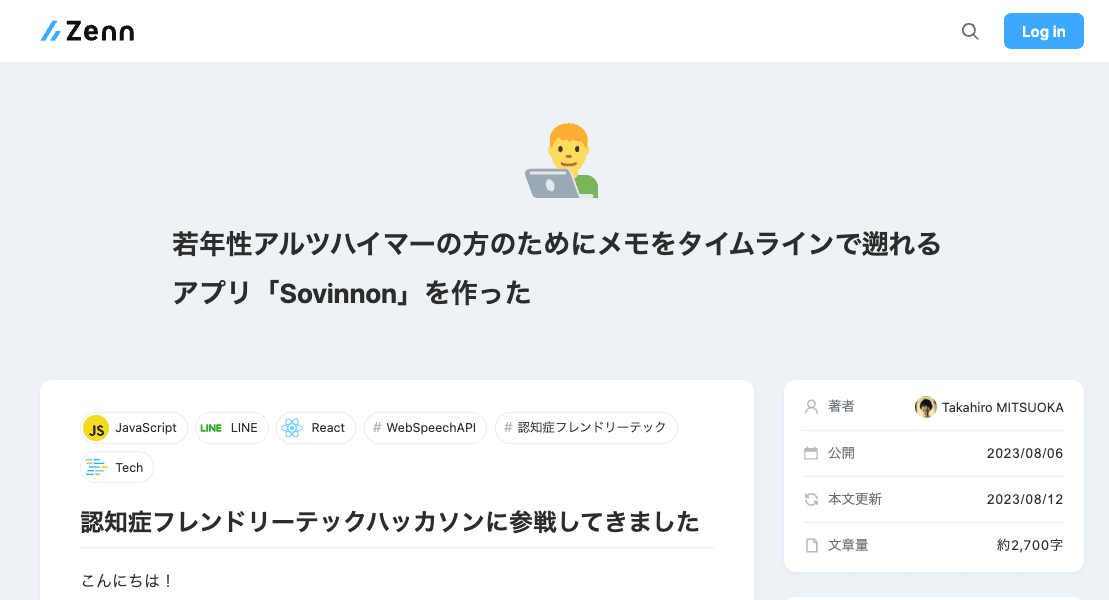 Zenn
Log in
若年性アルツハイマーの方のためにメモをタイムラインで遡れる
アプリ「Sovinnon」を作った
JS JavaScript LINE LINE React # WebSpeechAPI # 認知症フレンドリーテック
Tech
認知症フレンドリーテックハッカソンに参戦してきました
こんにちは！
著者 Takahiro MITSUOKA
公開 2023/08/06
本文更新 2023/08/12
文章量 約2,700字